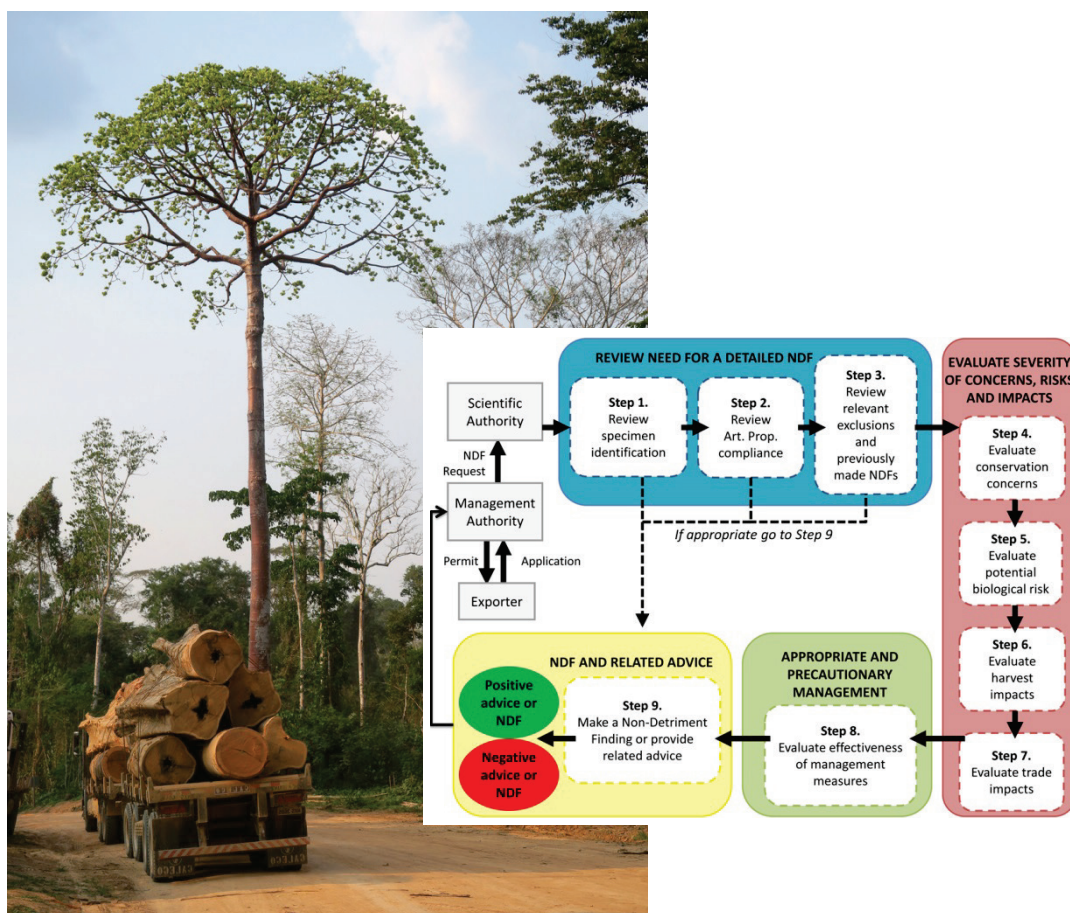 REVIEW NEED FOR A DETAILED NDF
Scientific
Authority
NDF
Request
Management
Authority
Permit
Application
Exporter
Step 1.
Review
specimen
identification
Step 2.
Review
Art. Prop.
compliance
Step 3.
Review
relevant
exclusions
and
previously
made NDFs
If appropriate go to Step 9
EVALUATE SEVERITY
OF CONCERNS, RISKS
AND IMPACTS
Step 4.
Evaluate
conservation
concerns
Step 5.
Evaluate
potential
biological risk
Step 6.
Evaluate
harvest
impacts
Step 7.
Evaluate trade
impacts
APPROPRIATE AND
PRECAUTIONARY
MANAGEMENT
Step 8.
Evaluate effectiveness
of management
measures
NDF AND RELATED ADVICE
Step 9.
Make a Non-Detriment
Finding or provide
related advice
Positive
advice or
NDF
Negative
advice or
NDF
CALECO
CALECO